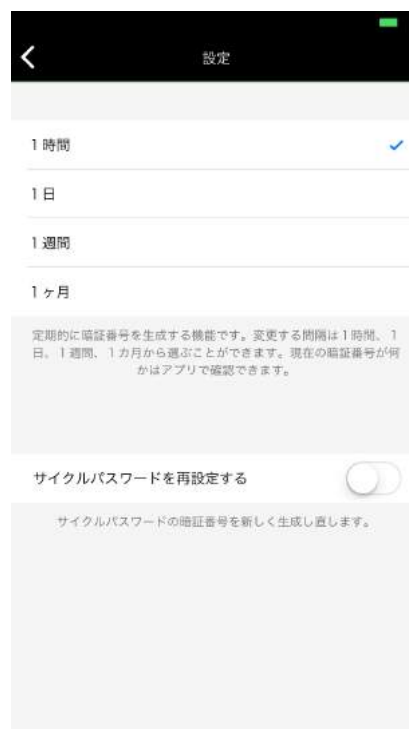 設定
1 時間
1 日
1 週間
1 ヶ月
定期的に暗証番号を生成する機能です。変更する間隔は1時間、1
日、1週間、1カ月から選ぶことができます。現在の暗証番号が何
かはアプリで確認できます。
サイクルパスワードを再設定する
サイクルパスワードの暗証番号を新しく生成し直します。